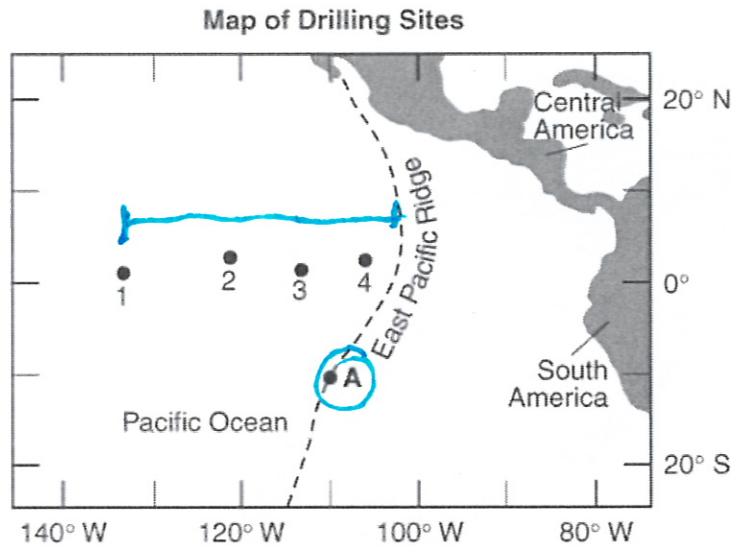 Map of Drilling Sites
20° N
Central
America
East Pacific Ridge
1
2
3
4
0°
A
South
America
Pacific Ocean
20° S
140° W
120° W
100° W
80° W